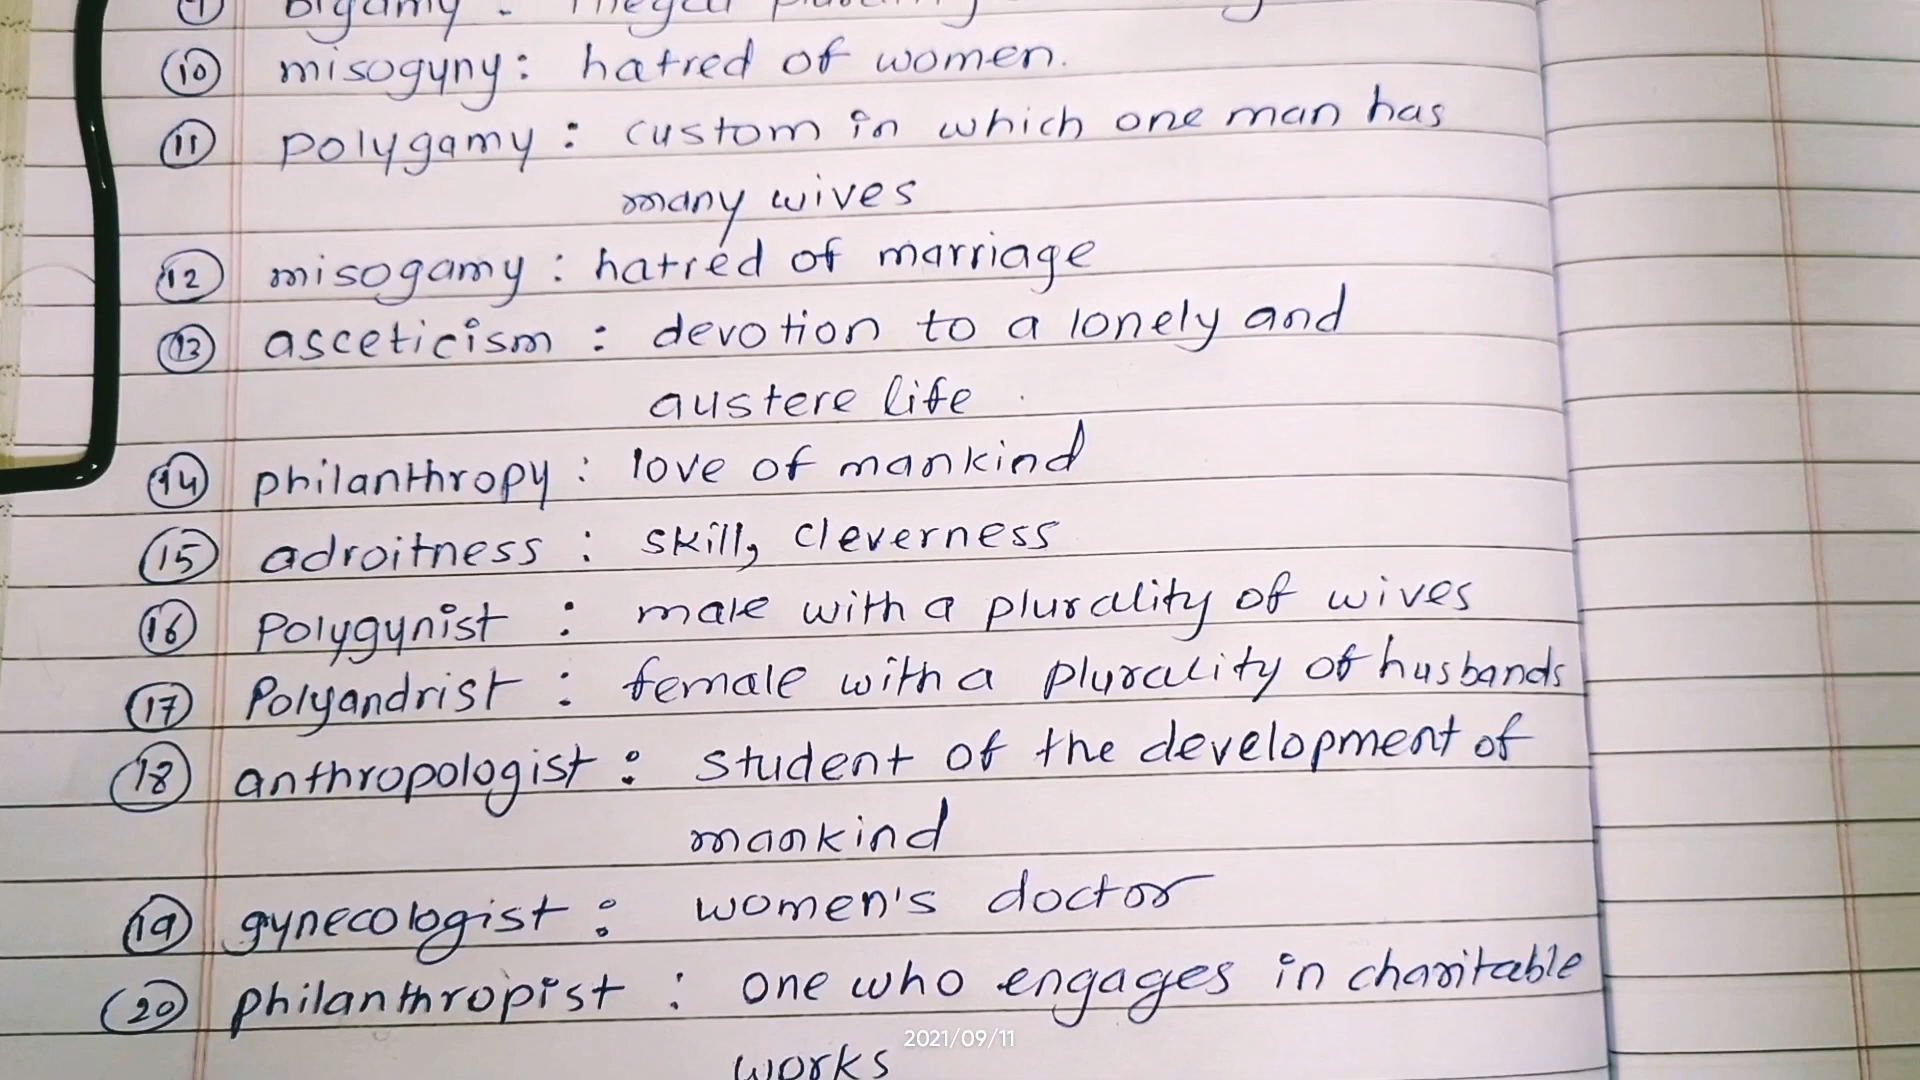 bigamy :
10 misogyny : hatred of women.
11 polygamy : custom in which one man has
many wives
12 misogamy : hatred of marriage
13 asceticism : devotion to a lonely and
austere life
14 philanthropy : love of mankind
15 adroitness : skill, cleverness
16 Polygynist : male with a plurality of wives
17 Polyandrist : female with a plurality of husbands
18 anthropologist : student of the development of
mankind
19 gynecologist : women's doctor
20 philanthropist : one who engages in charitable
works
2021/09/11